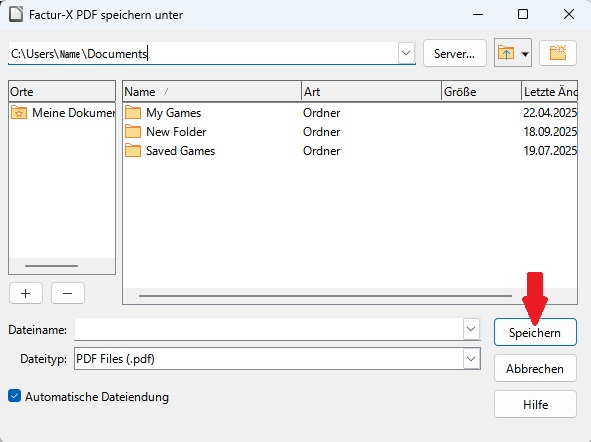 Factur-X PDF speichern unter
C:\Users\Name\Documents
Server...
Orte
Name / Art Größe Letzte Änd
Meine Dokumer
My Games Ordner 22.04.2025
New Folder Ordner 18.09.2025
Saved Games Ordner 19.07.2025
+ −
Dateiname:
Speichern
Dateityp: PDF Files (.pdf)
Abbrechen
Automatische Dateiendung
Hilfe